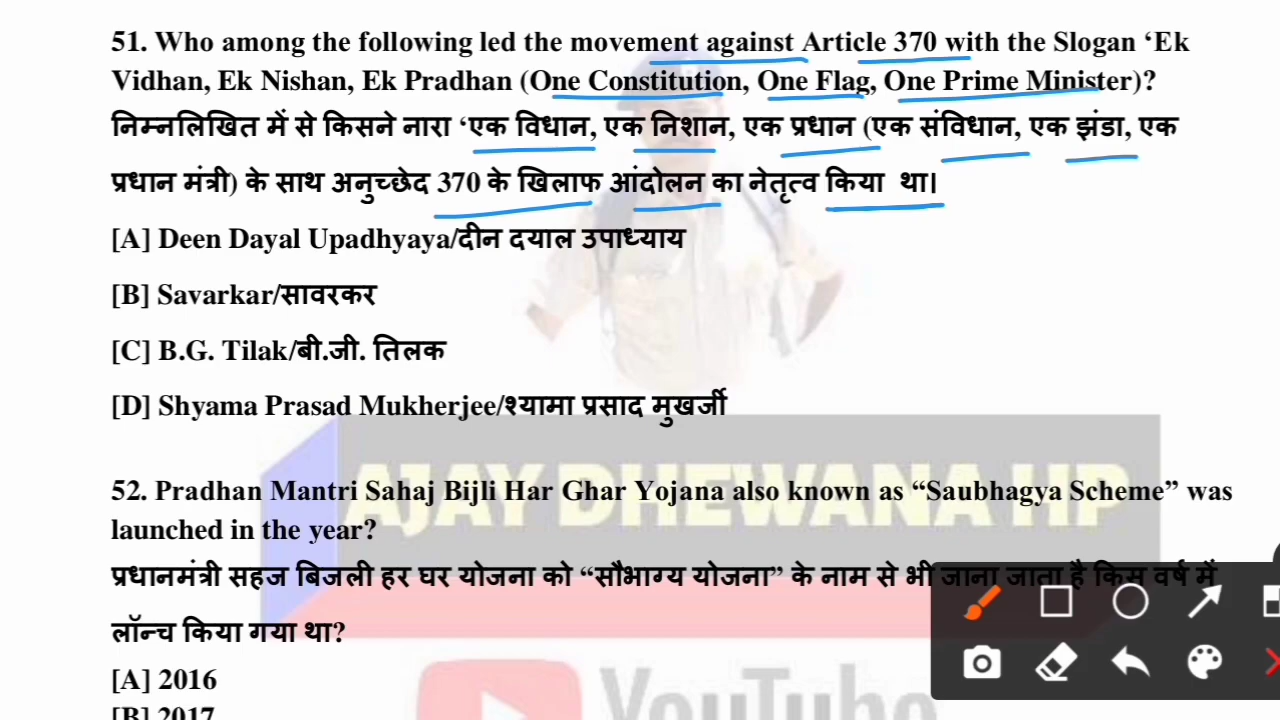 51. Who among the following led the movement against Article 370 with the Slogan ‘Ek
Vidhan, Ek Nishan, Ek Pradhan (One Constitution, One Flag, One Prime Minister)?
निम्नलिखित में से किसने नारा ‘एक विधान, एक निशान, एक प्रधान (एक संविधान, एक झंडा, एक
प्रधान मंत्री) के साथ अनुच्छेद 370 के खिलाफ आंदोलन का नेतृत्व किया था।
[A] Deen Dayal Upadhyaya/दीन दयाल उपाध्याय
[B] Savarkar/सावरकर
[C] B.G. Tilak/बी.जी. तिलक
[D] Shyama Prasad Mukherjee/श्यामा प्रसाद मुखर्जी
AJAY DHEWANA HP
52. Pradhan Mantri Sahaj Bijli Har Ghar Yojana also known as “Saubhagya Scheme” was
launched in the year?
प्रधानमंत्री सहज बिजली हर घर योजना को “सौभाग्य योजना” के नाम से भी जाना जाता है किस वर्ष में
लॉन्च किया गया था?
[A] 2016
[B] 2017
YouTube